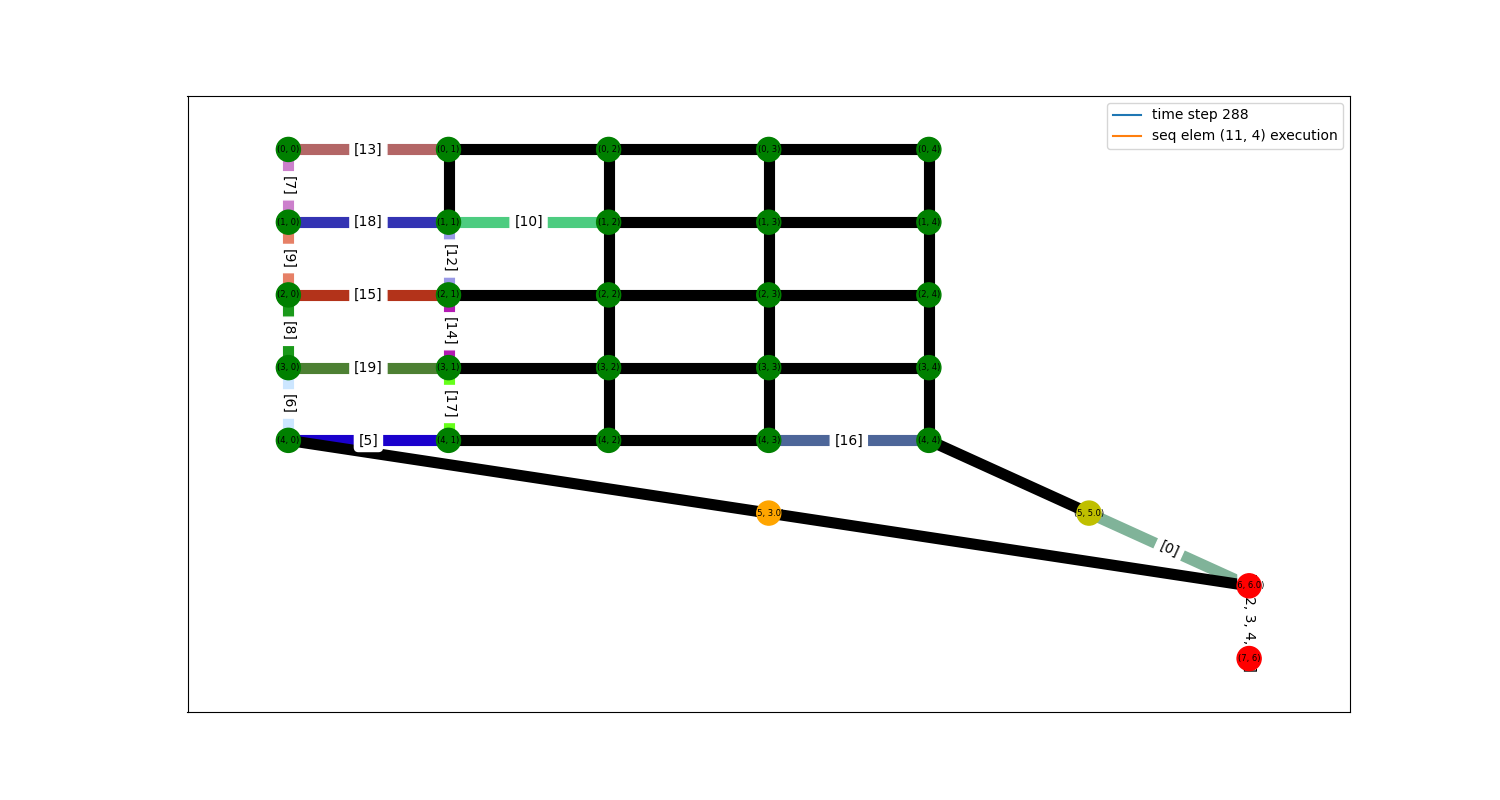 time step 288
seq elem (11, 4) execution
(0, 0) [13] (0, 1) (0, 2) (0, 3) (0, 4)
[7]
(1, 0) [18] (1, 1) [10] (1, 2) (1, 3) (1, 4)
[9] [12]
(2, 0) [15] (2, 1) (2, 2) (2, 3) (2, 4)
[8] [14]
(3, 0) [19] (3, 1) (3, 2) (3, 3) (3, 4)
[6] [17]
(4, 0) [5] (4, 1) (4, 2) (4, 3) [16] (4, 4)
(5, 3.0) (5, 5.0)
[0]
(6, 6.0)
2, 3, 4,
(7, 6)